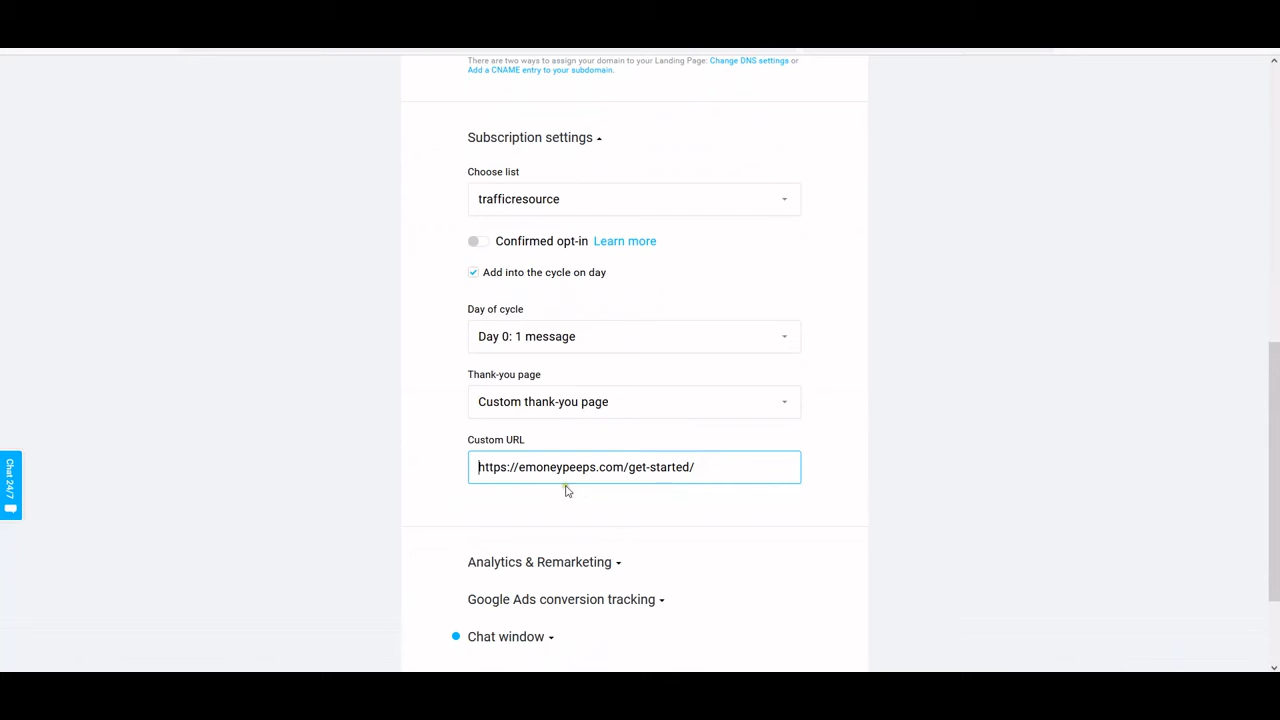 There are two ways to assign your domain to your Landing Page: Change DNS settings or
Add a CNAME entry to your subdomain.
Subscription settings
Choose list
trafficresource
Confirmed opt-in Learn more
Add into the cycle on day
Day of cycle
Day 0: 1 message
Thank-you page
Custom thank-you page
Custom URL
https://emoneypeeps.com/get-started/
Chat 24/7
Analytics & Remarketing
Google Ads conversion tracking
Chat window